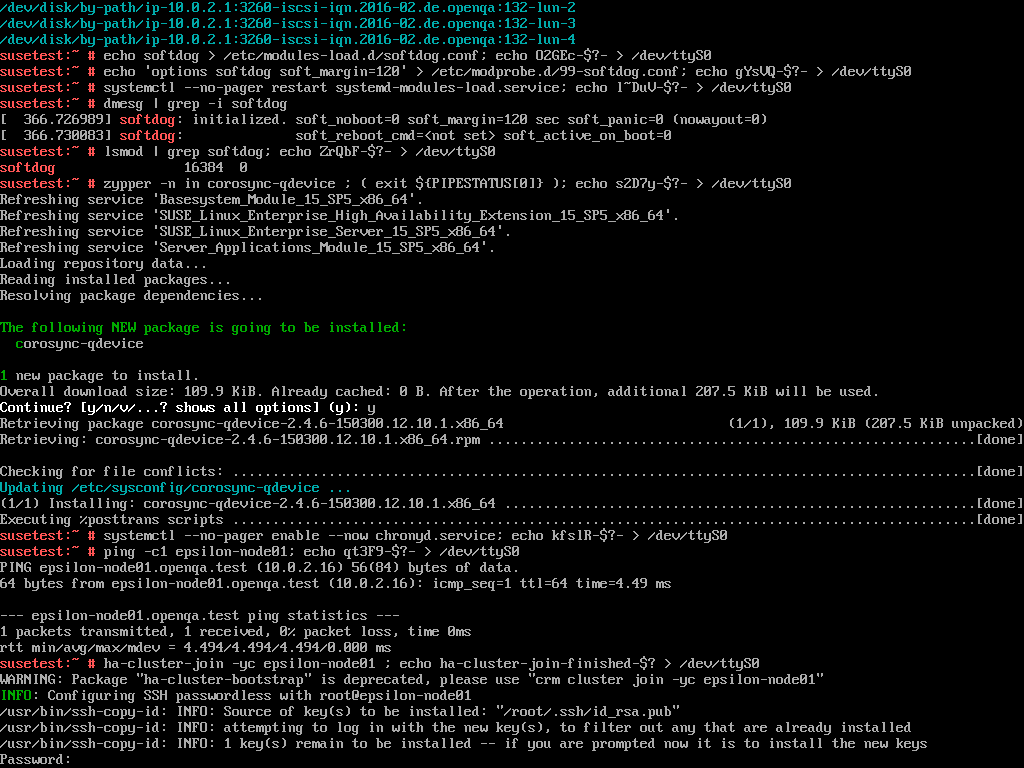 /dev/disk/by-path/ip-10.0.2.1:3260-iscsi-iqn.2016-02.de.openqa:132-lun-2
/dev/disk/by-path/ip-10.0.2.1:3260-iscsi-iqn.2016-02.de.openqa:132-lun-3
/dev/disk/by-path/ip-10.0.2.1:3260-iscsi-iqn.2016-02.de.openqa:132-lun-4
susetest:~ # echo softdog > /etc/modules-load.d/softdog.conf; echo O2GEc-$?- > /dev/ttyS0
susetest:~ # echo 'options softdog soft_margin=120' > /etc/modprobe.d/99-softdog.conf; echo gYsVQ-$?- > /dev/ttyS0
susetest:~ # systemctl --no-pager restart systemd-modules-load.service; echo l~DuV-$?- > /dev/ttyS0
susetest:~ # dmesg | grep -i softdog
[  366.726989] softdog: initialized. soft_noboot=0 soft_margin=120 sec soft_panic=0 (nowayout=0)
[  366.730083] softdog:              soft_reboot_cmd=<not set> soft_active_on_boot=0
susetest:~ # lsmod | grep softdog; echo ZrQbF-$?- > /dev/ttyS0
softdog                16384  0
susetest:~ # zypper -n in corosync-qdevice ; ( exit ${PIPESTATUS[0]} ); echo s2D7y-$?- > /dev/ttyS0
Refreshing service 'Basesystem_Module_15_SP5_x86_64'.
Refreshing service 'SUSE_Linux_Enterprise_High_Availability_Extension_15_SP5_x86_64'.
Refreshing service 'SUSE_Linux_Enterprise_Server_15_SP5_x86_64'.
Refreshing service 'Server_Applications_Module_15_SP5_x86_64'.
Loading repository data...
Reading installed packages...
Resolving package dependencies...
The following NEW package is going to be installed:
  corosync-qdevice
1 new package to install.
Overall download size: 109.9 KiB. Already cached: 0 B. After the operation, additional 207.5 KiB will be used.
Continue? [y/n/v/...? shows all options] (y): y
Retrieving package corosync-qdevice-2.4.6-150300.12.10.1.x86_64                            (1/1), 109.9 KiB (207.5 KiB unpacked)
Retrieving: corosync-qdevice-2.4.6-150300.12.10.1.x86_64.rpm .............................................................[done]
Checking for file conflicts: .............................................................................................[done]
Updating /etc/sysconfig/corosync-qdevice ...
(1/1) Installing: corosync-qdevice-2.4.6-150300.12.10.1.x86_64 ...........................................................[done]
Executing %posttrans scripts .............................................................................................[done]
susetest:~ # systemctl --no-pager enable --now chronyd.service; echo kfslR-$?- > /dev/ttyS0
susetest:~ # ping -c1 epsilon-node01; echo qt3F9-$?- > /dev/ttyS0
PING epsilon-node01.openqa.test (10.0.2.16) 56(84) bytes of data.
64 bytes from epsilon-node01.openqa.test (10.0.2.16): icmp_seq=1 ttl=64 time=4.49 ms
--- epsilon-node01.openqa.test ping statistics ---
1 packets transmitted, 1 received, 0% packet loss, time 0ms
rtt min/avg/max/mdev = 4.494/4.494/4.494/0.000 ms
susetest:~ # ha-cluster-join -yc epsilon-node01 ; echo ha-cluster-join-finished-$? > /dev/ttyS0
WARNING: Package "ha-cluster-bootstrap" is deprecated, please use "crm cluster join -yc epsilon-node01"
INFO: Configuring SSH passwordless with root@epsilon-node01
/usr/bin/ssh-copy-id: INFO: Source of key(s) to be installed: "/root/.ssh/id_rsa.pub"
/usr/bin/ssh-copy-id: INFO: attempting to log in with the new key(s), to filter out any that are already installed
/usr/bin/ssh-copy-id: INFO: 1 key(s) remain to be installed -- if you are prompted now it is to install the new keys
Password: